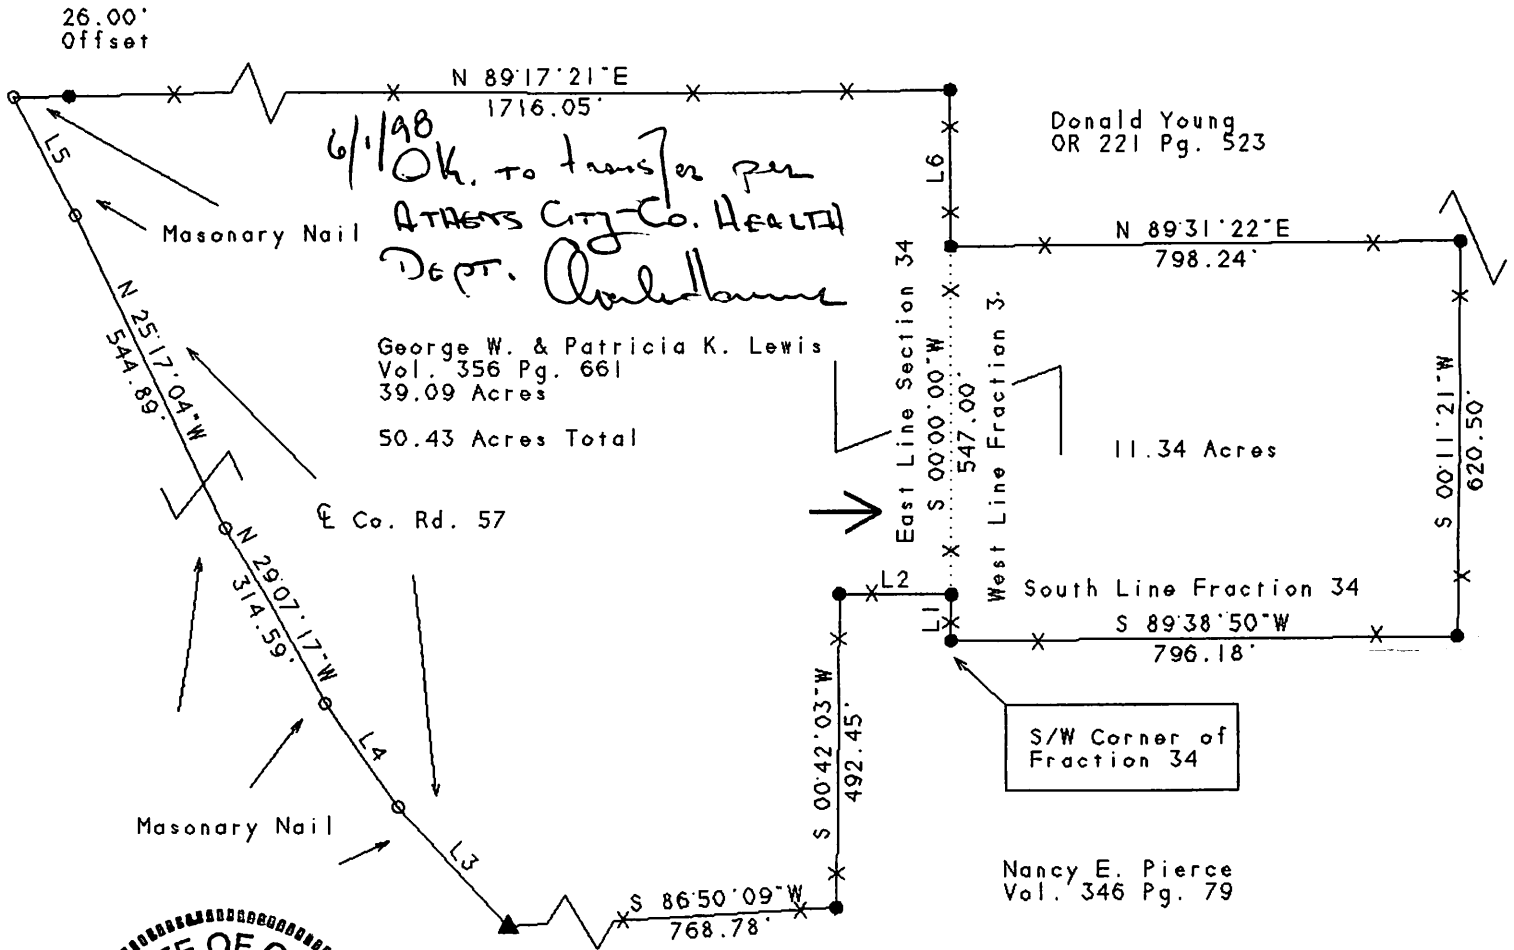 26.00'
Offset
N 89°17'21"E
1716.05'
L5
Masonary Nail
6/1/98
OK. TO transfer per
ATHENS CITY-CO. HEALTH
DEPT.
L6
Donald Young
OR 221 Pg. 523
N 89°31'22"E
798.24'
N 25°17'04"W
544.89'
George W. & Patricia K. Lewis
Vol. 356 Pg. 661
39.09 Acres
50.43 Acres Total
East Line Section 34
S 00°00'00"W
547.00'
West Line Fraction 3
11.34 Acres
S 00°11'21"W
620.50'
℄ Co. Rd. 57
N 29°07'17"W
314.59'
L2
L1
South Line Fraction 34
S 89°38'50"W
796.18'
S/W Corner of
Fraction 34
S 00°42'03"W
492.45'
L4
Masonary Nail
L3
S 86°50'09"W
768.78'
Nancy E. Pierce
Vol. 346 Pg. 79
OF